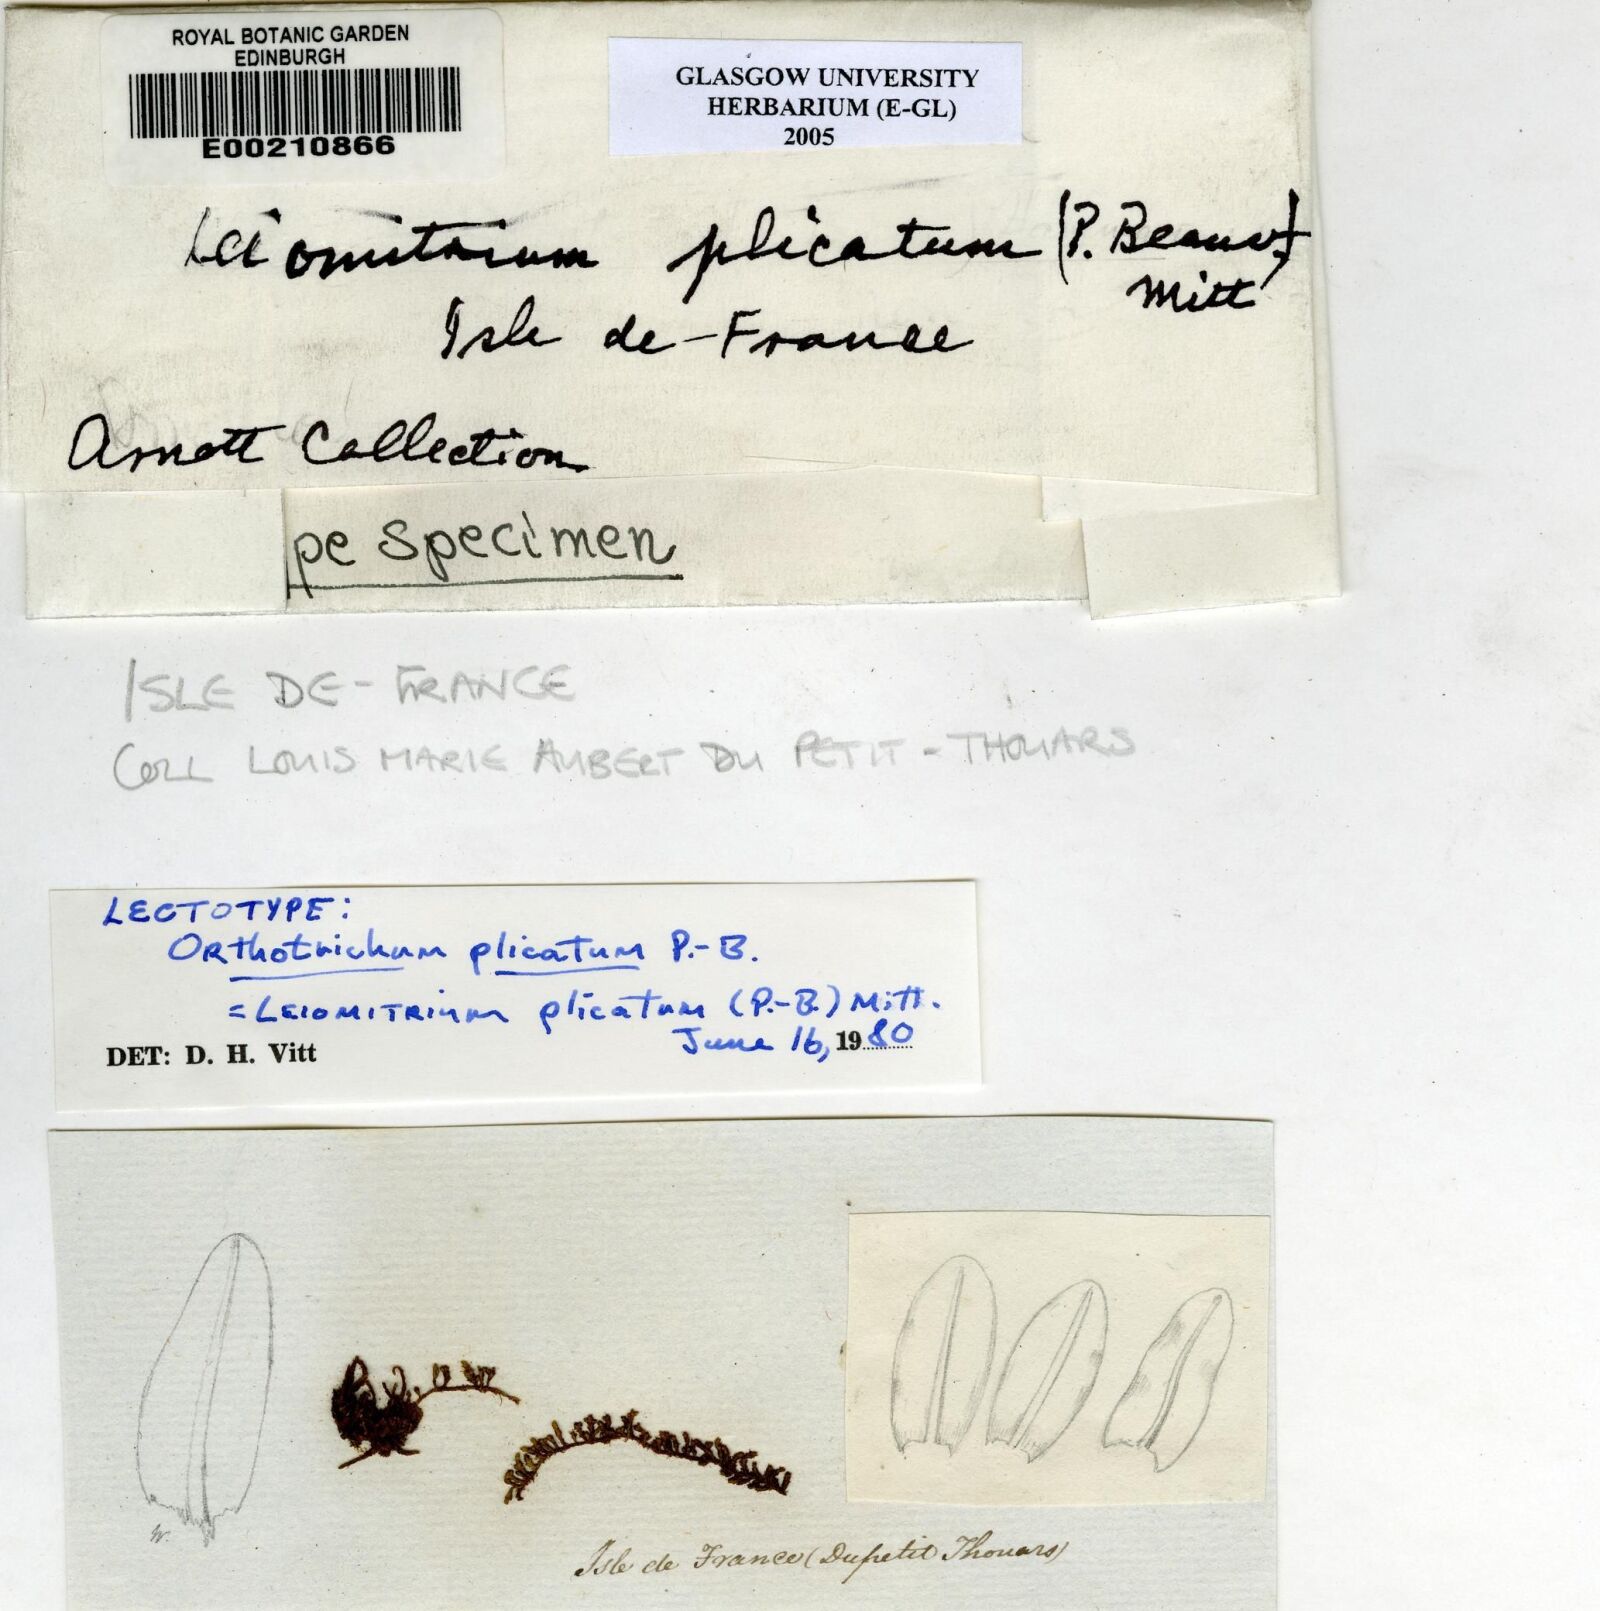 ROYAL BOTANIC GARDEN
EDINBURGH
E00210866
GLASGOW UNIVERSITY
HERBARIUM (E-GL)
2005
Leiomitrium plicatum (P. Beauv.)
Mitt
Isle de-France
Arnott Collection
pe specimen
ISLE DE-FRANCE
COLL LOUIS MARIE AUBERT DU PETIT-THOUARS
LECTOTYPE:
Orthotrichum plicatum P.-B.
=LEIOMITRIUM plicatum (P.-B.) Mitt.
June 16, 1980
DET: D. H. Vitt
Isle de France (Dupetit Thouars)